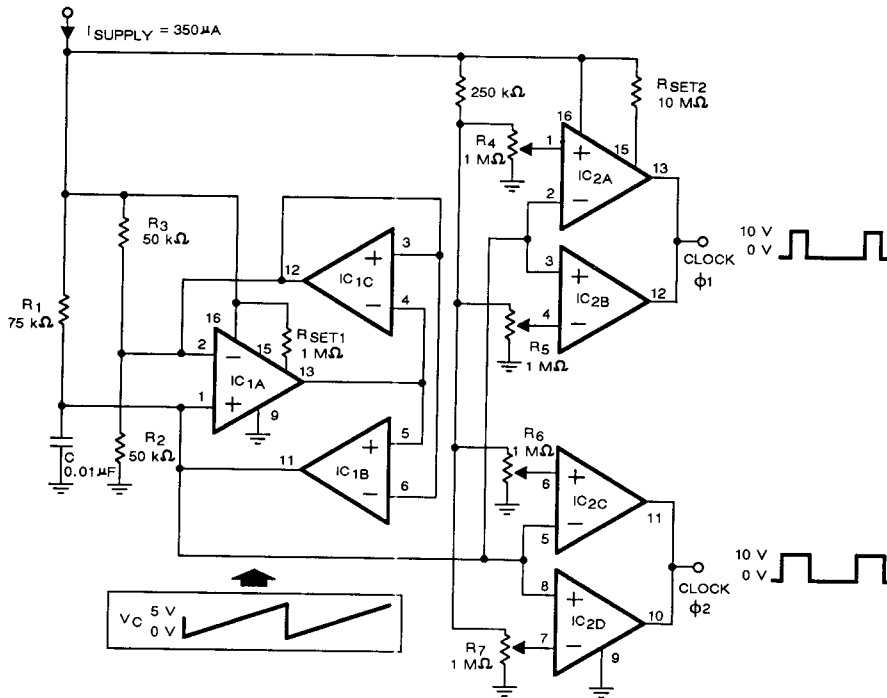 I SUPPLY = 350μA
R3
50 kΩ
R1
75 kΩ
16
2
−
15
IC1A
1
+
13
9
RSET1
1 MΩ
12
IC1C
3
+
4
−
C
0.01μF
R2
50 kΩ
11
IC1B
5
+
6
−
VC
5 V
0 V
250 kΩ
RSET2
10 MΩ
R4
1 MΩ
16
1
+
15
IC2A
13
2
−
3
+
IC2B
12
4
−
R5
1 MΩ
10 V
0 V
CLOCK
φ1
R6
1 MΩ
6
+
IC2C
11
5
−
8
+
IC2D
10
7
−
9
R7
1 MΩ
10 V
0 V
CLOCK
φ2